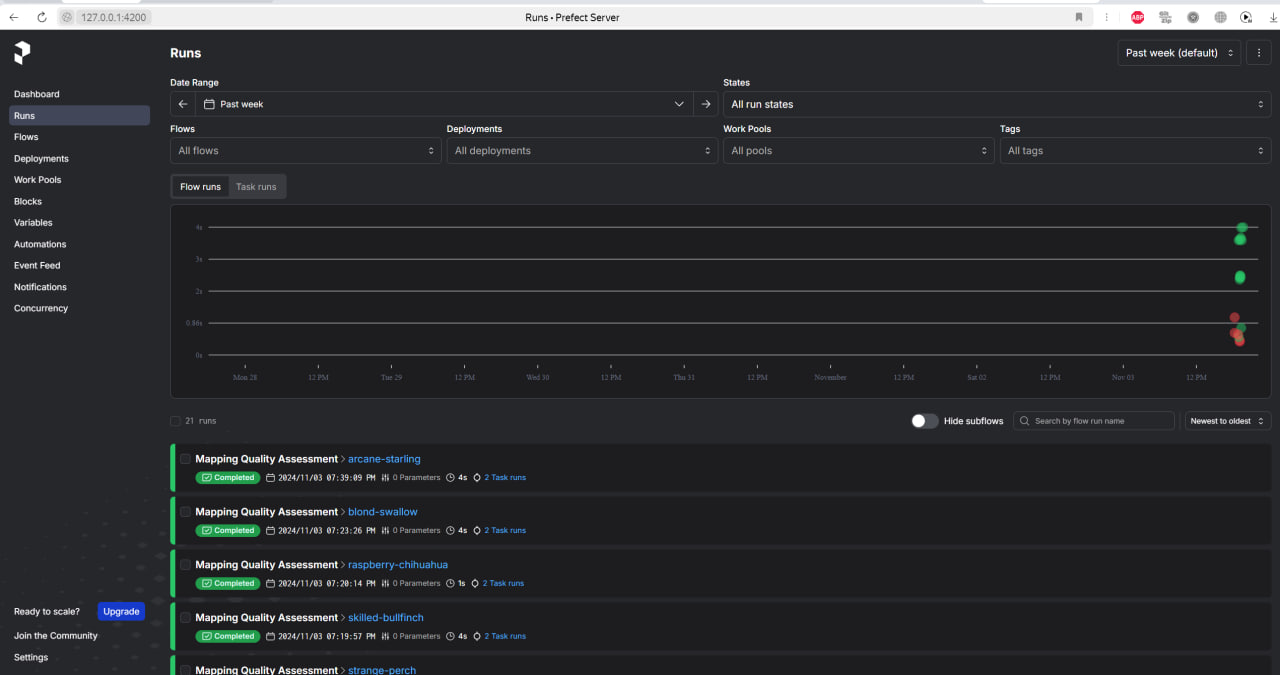 127.0.0.1:4200
Runs • Prefect Server
ABP
Runs
Past week (default)
Dashboard
Runs
Flows
Deployments
Work Pools
Blocks
Variables
Automations
Event Feed
Notifications
Concurrency
Date Range
States
Past week
All run states
Flows
Deployments
Work Pools
Tags
All flows
All deployments
All pools
All tags
Flow runs
Task runs
4s
3s
2s
0.86s
0s
Mon 28
12 PM
Tue 29
12 PM
Wed 30
12 PM
Thu 31
12 PM
November
12 PM
Sat 02
12 PM
Nov 03
12 PM
21 runs
Hide subflows
Search by flow run name
Newest to oldest
Mapping Quality Assessment > arcane-starling
Completed 2024/11/03 07:39:09 PM 0 Parameters 4s 2 Task runs
Mapping Quality Assessment > blond-swallow
Completed 2024/11/03 07:23:26 PM 0 Parameters 4s 2 Task runs
Mapping Quality Assessment > raspberry-chihuahua
Completed 2024/11/03 07:20:14 PM 0 Parameters 1s 2 Task runs
Mapping Quality Assessment > skilled-bullfinch
Completed 2024/11/03 07:19:57 PM 0 Parameters 4s 2 Task runs
Mapping Quality Assessment > strange-perch
Ready to scale?
Upgrade
Join the Community
Settings